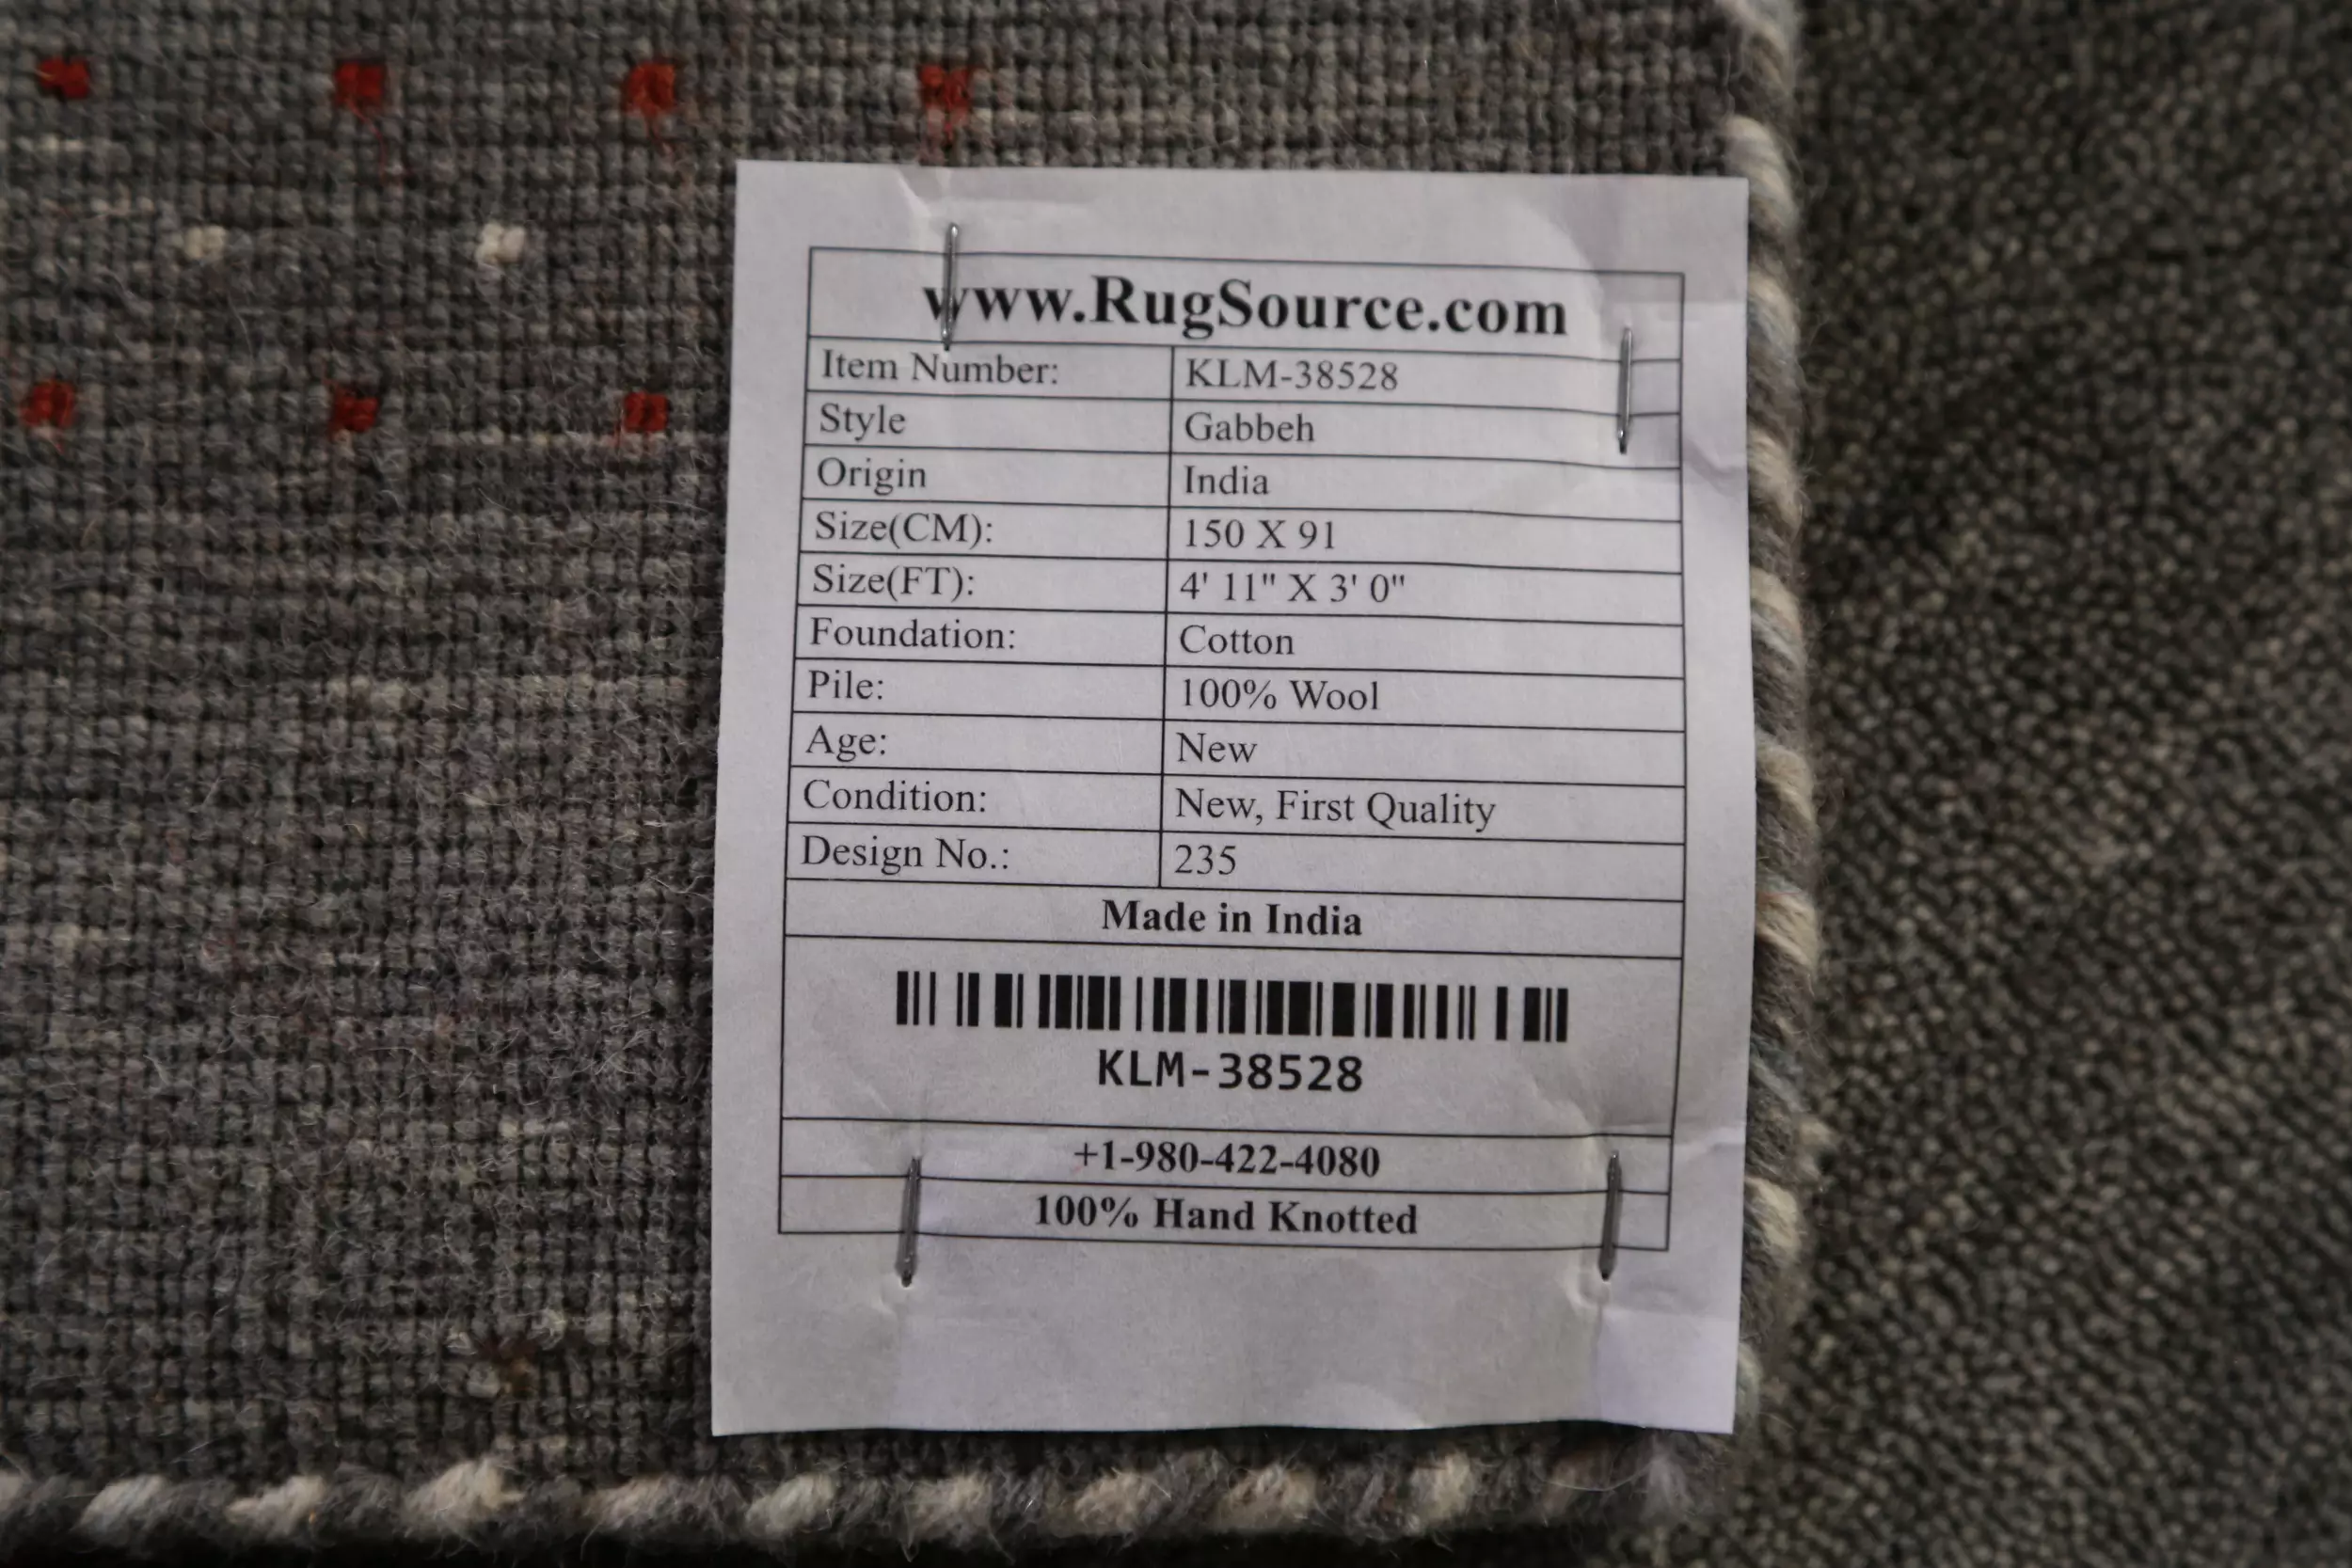 www.RugSource.com
Item Number: KLM-38528
Style Gabbeh
Origin India
Size(CM): 150 X 91
Size(FT): 4' 11" X 3' 0"
Foundation: Cotton
Pile: 100% Wool
Age: New
Condition: New, First Quality
Design No.: 235
Made in India
KLM-38528
+1-980-422-4080
100% Hand Knotted